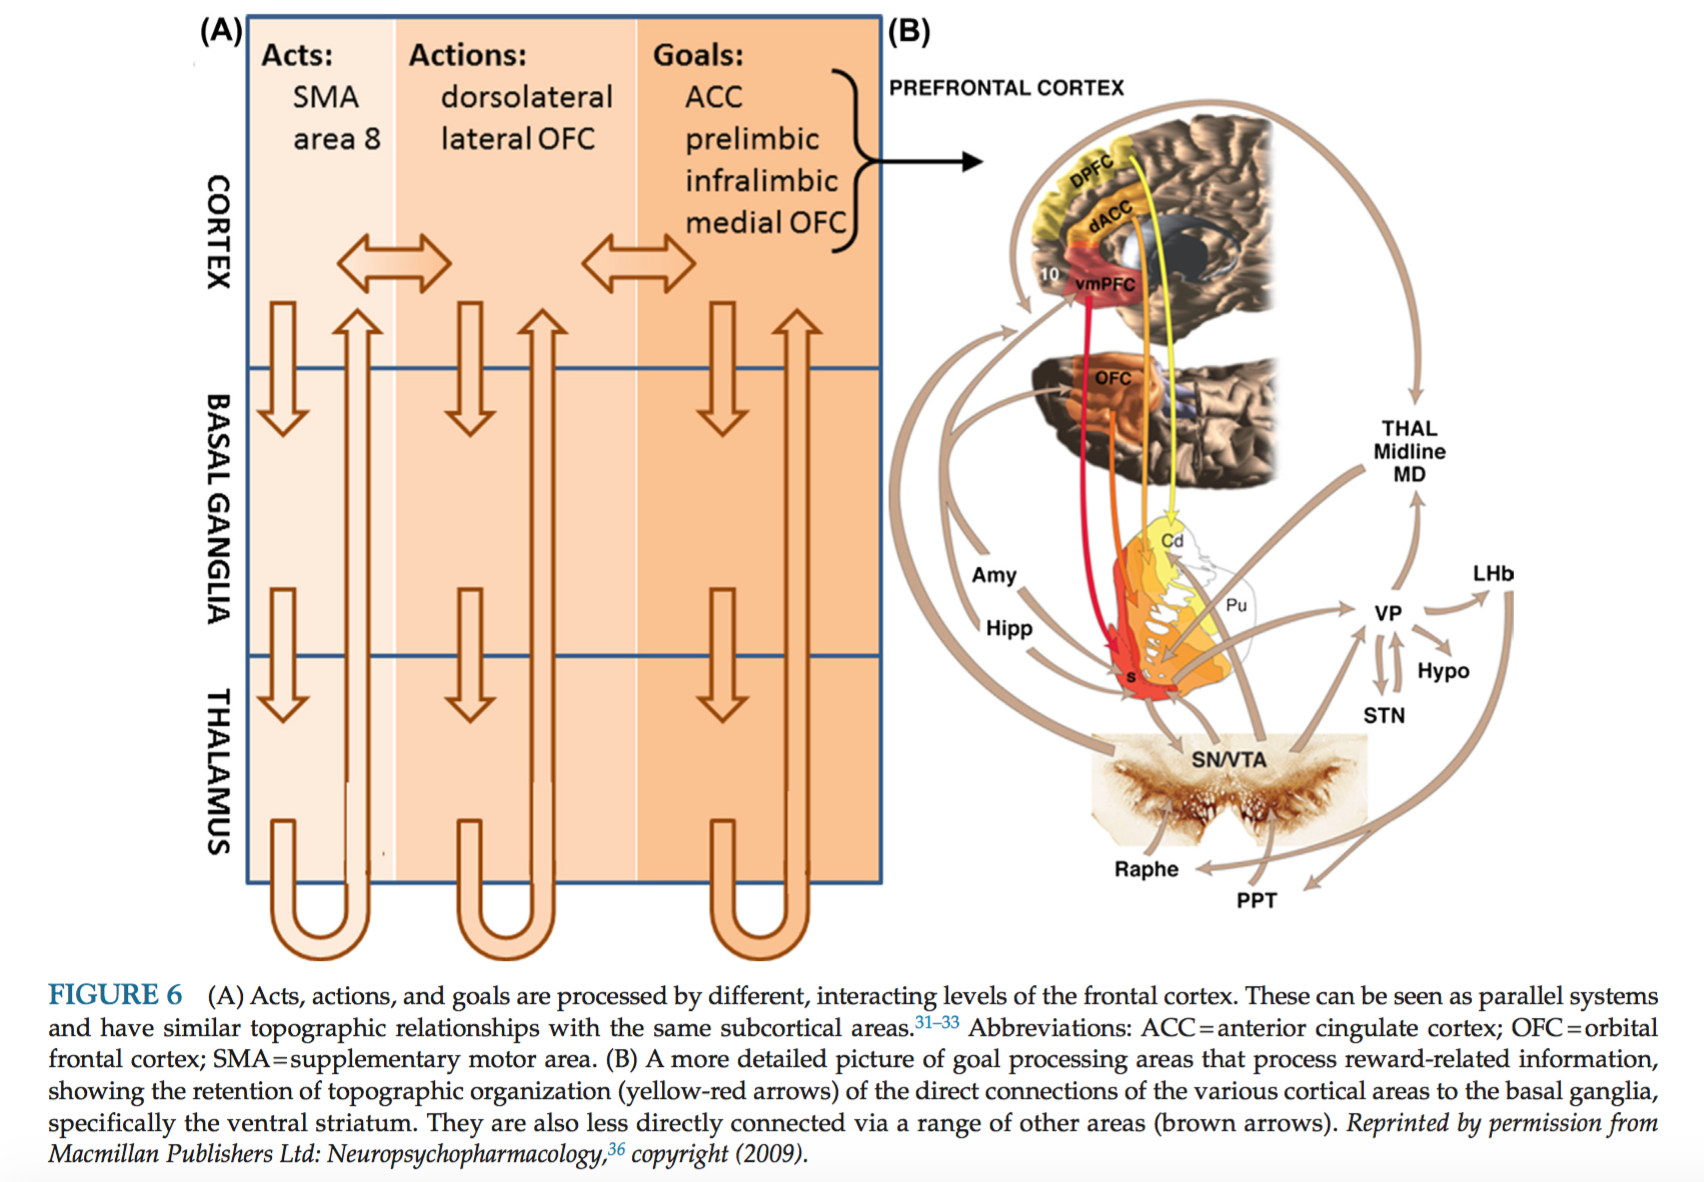 (A)
Acts:
SMA
area 8
Actions:
dorsolateral
lateral OFC
Goals:
ACC
prelimbic
infralimbic
medial OFC
CORTEX
BASAL GANGLIA
THALAMUS
(B)
PREFRONTAL CORTEX
DPFC
dACC
10
vmPFC
OFC
THAL
Midline
MD
Cd
Amy
Pu
LHb
VP
Hipp
Hypo
s
STN
SN/VTA
Raphe
PPT
FIGURE 6 (A) Acts, actions, and goals are processed by different, interacting levels of the frontal cortex. These can be seen as parallel systems
and have similar topographic relationships with the same subcortical areas.31–33 Abbreviations: ACC=anterior cingulate cortex; OFC=orbital
frontal cortex; SMA=supplementary motor area. (B) A more detailed picture of goal processing areas that process reward-related information,
showing the retention of topographic organization (yellow-red arrows) of the direct connections of the various cortical areas to the basal ganglia,
specifically the ventral striatum. They are also less directly connected via a range of other areas (brown arrows). Reprinted by permission from
Macmillan Publishers Ltd: Neuropsychopharmacology,36 copyright (2009).